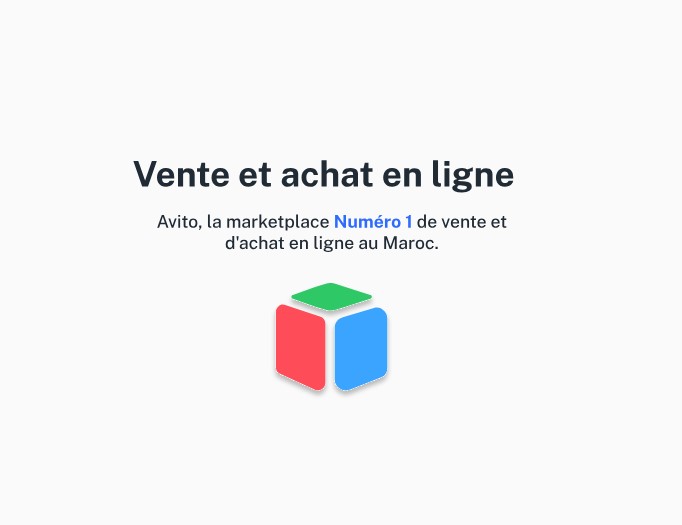 Vente et achat en ligne
Avito, la marketplace Numéro 1 de vente et
d'achat en ligne au Maroc.